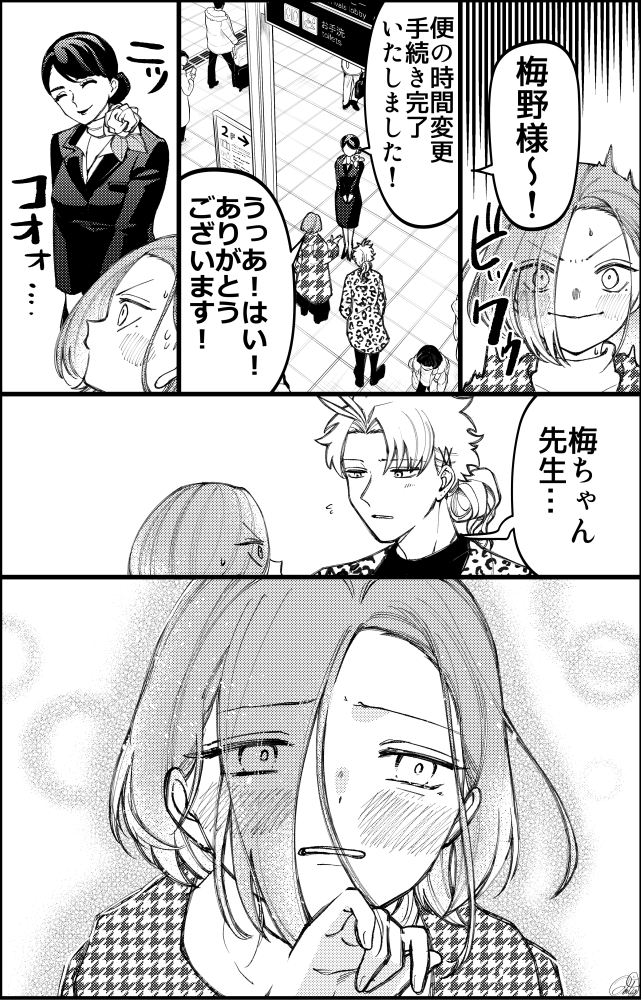 梅野様~!
ビックゥ
便の時間変更
手続き完了
いたしました!
お手洗
toilets
2
うっあ!はい!
ありがとう
ございます!
ニッ
コオォ…
梅ちゃん
先生…